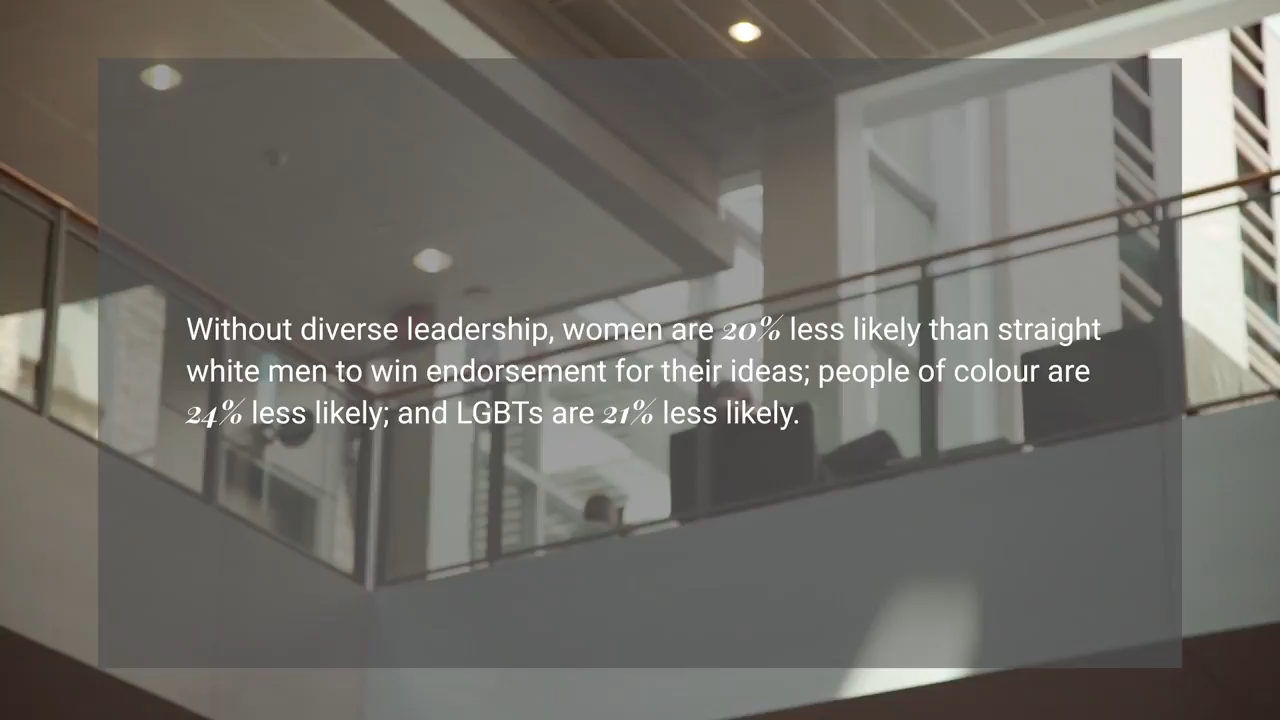 Without diverse leadership, women are 20% less likely than straight
white men to win endorsement for their ideas; people of colour are
24% less likely; and LGBTs are 21% less likely.